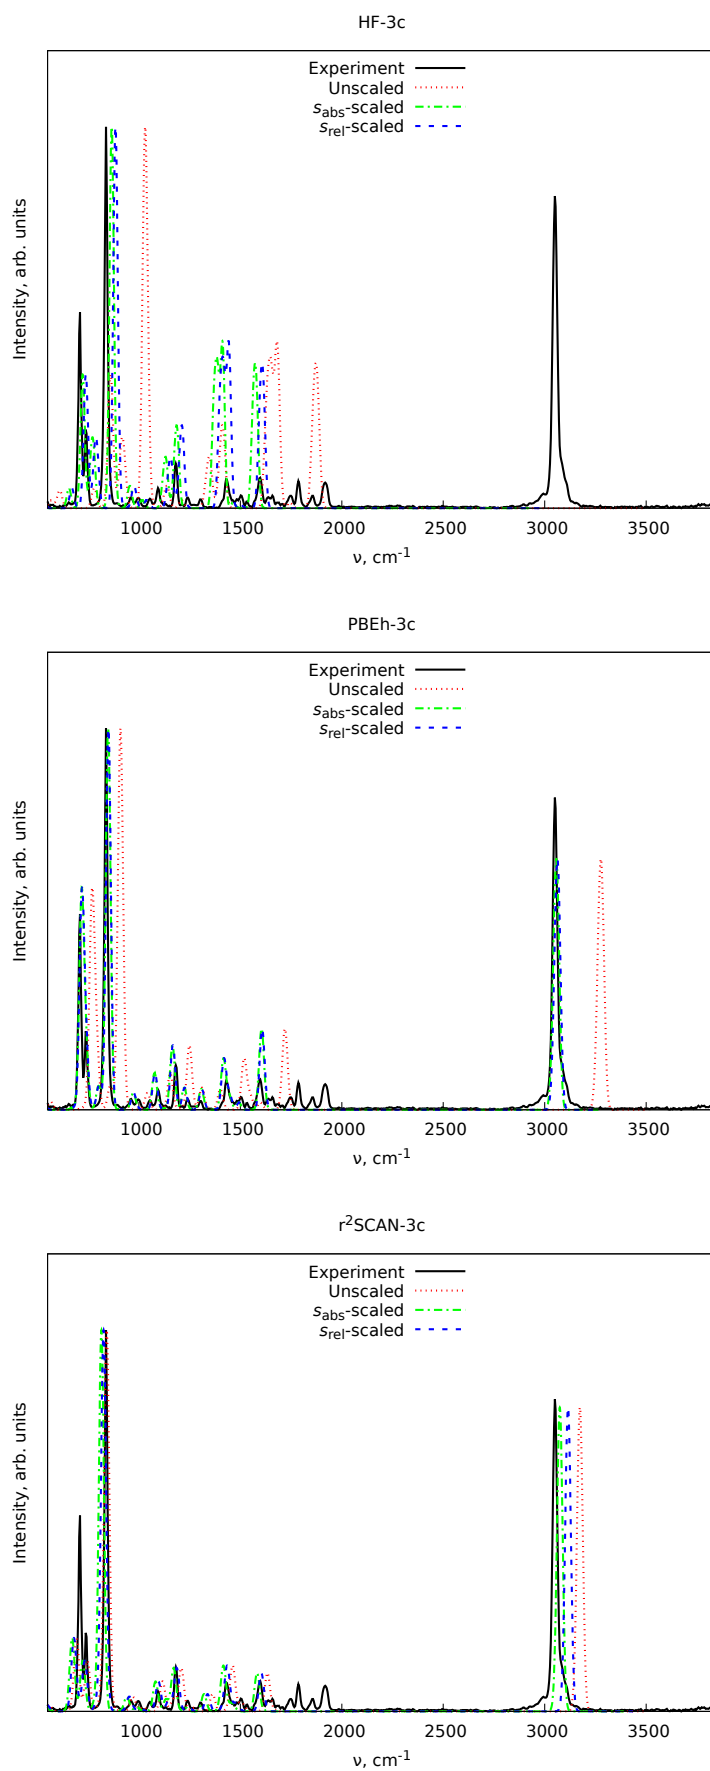 HF-3c
Experiment
Unscaled
sabs-scaled
srel-scaled
Intensity, arb. units
1000 1500 2000 2500 3000 3500
ν, cm-1
PBEh-3c
Experiment
Unscaled
sabs-scaled
srel-scaled
Intensity, arb. units
1000 1500 2000 2500 3000 3500
ν, cm-1
r2SCAN-3c
Experiment
Unscaled
sabs-scaled
srel-scaled
Intensity, arb. units
1000 1500 2000 2500 3000 3500
ν, cm-1